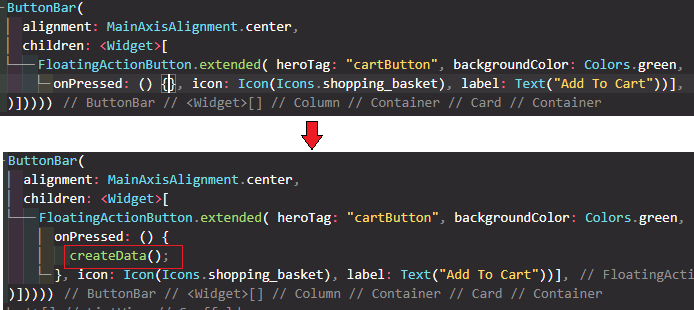 ButtonBar(
alignment: MainAxisAlignment.center,
children: <Widget>[
FloatingActionButton.extended( heroTag: "cartButton", backgroundColor: Colors.green,
onPressed: () {}, icon: Icon(Icons.shopping_basket), label: Text("Add To Cart"))],
)])))) // ButtonBar // <Widget>[] // Column // Container // Card // Container
ButtonBar(
alignment: MainAxisAlignment.center,
children: <Widget>[
FloatingActionButton.extended( heroTag: "cartButton", backgroundColor: Colors.green,
onPressed: () {
createData();
}, icon: Icon(Icons.shopping_basket), label: Text("Add To Cart"))], // FloatingActi
)])))) // ButtonBar // <Widget>[] // Column // Container // Card // Container